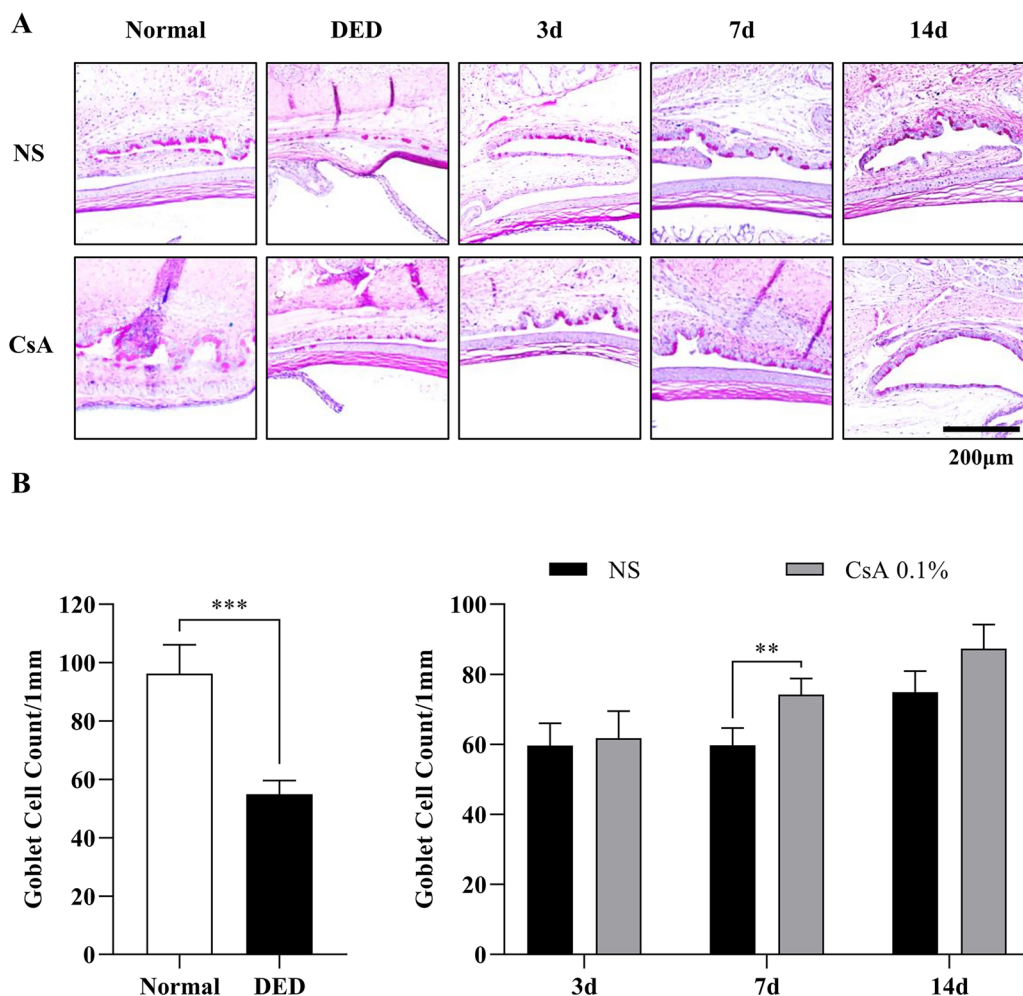 A
Normal DED 3d 7d 14d
NS
CsA
200μm
B
NS CsA 0.1%
Goblet Cell Count/1mm
120
100
80
60
40
20
0
***
Normal DED
Goblet Cell Count/1mm
100
80
60
40
20
0
**
3d 7d 14d